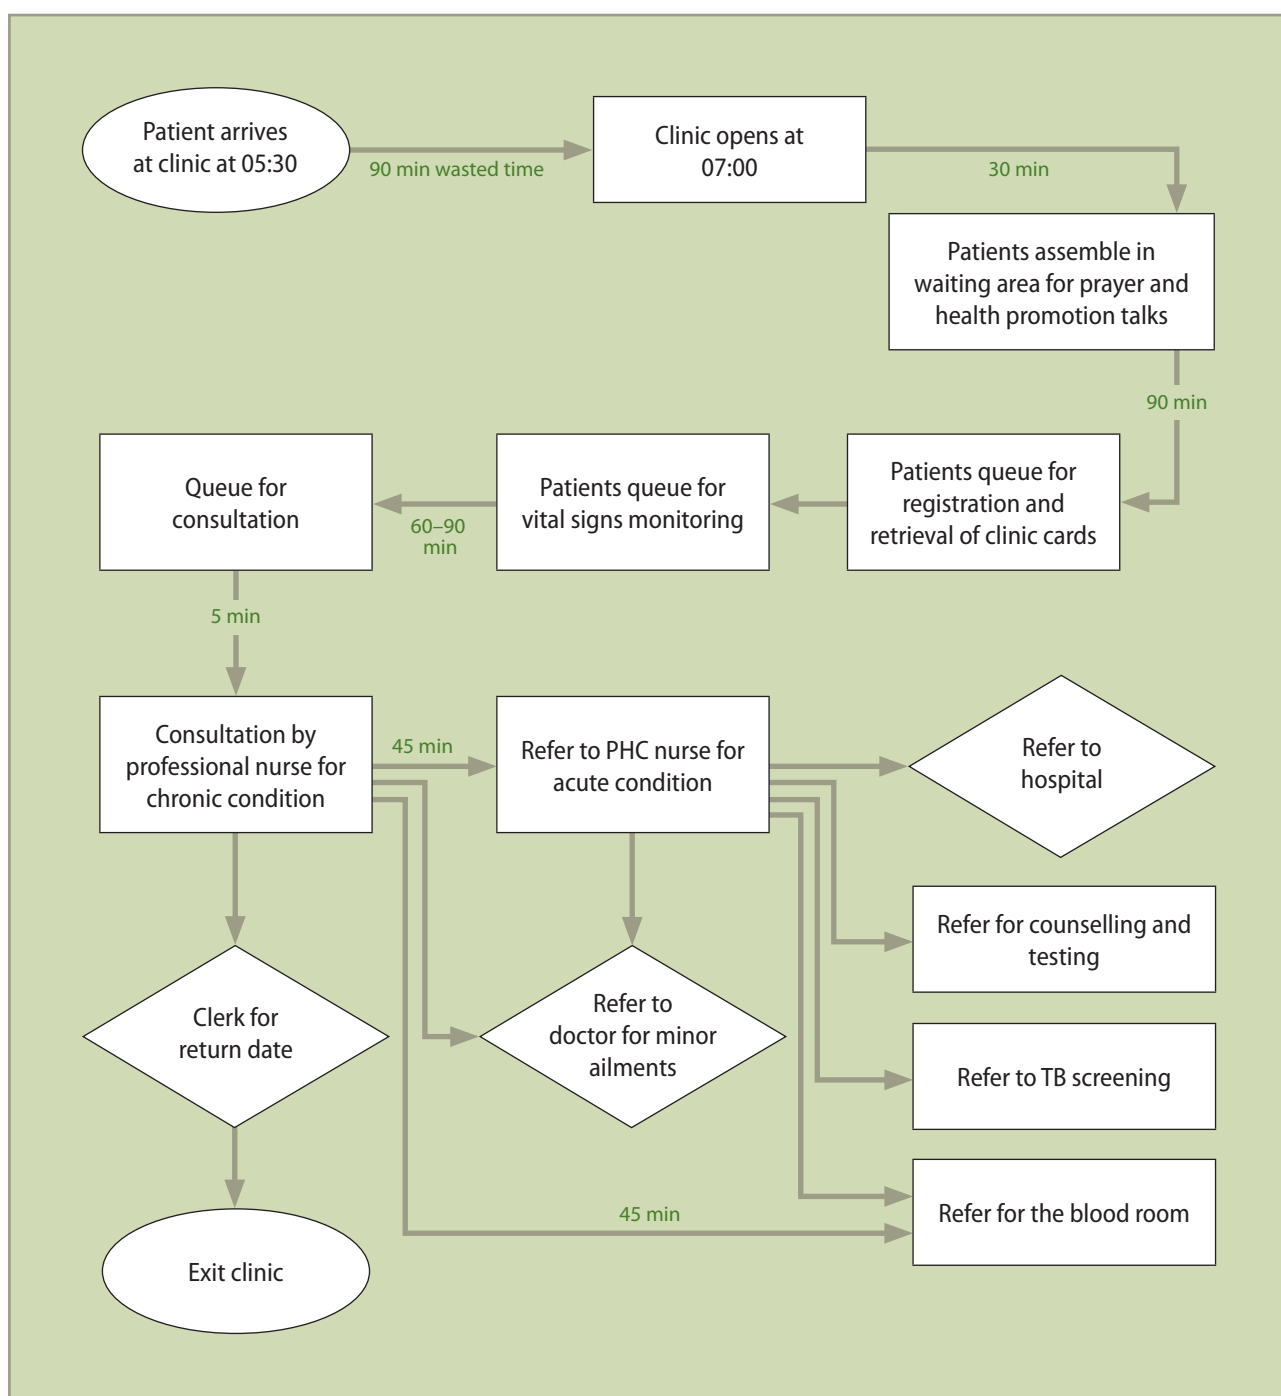 Patient arrives
at clinic at 05:30
90 min wasted time
Clinic opens at
07:00
30 min
Patients assemble in
waiting area for prayer and
health promotion talks
90 min
Patients queue for
registration and
retrieval of clinic cards
Patients queue for
vital signs monitoring
60–90
min
Queue for
consultation
5 min
Consultation by
professional nurse for
chronic condition
45 min
Refer to PHC nurse for
acute condition
Refer to
hospital
Refer for counselling and
testing
Clerk for
return date
Refer to
doctor for minor
ailments
Refer to TB screening
Refer for the blood room
45 min
Exit clinic